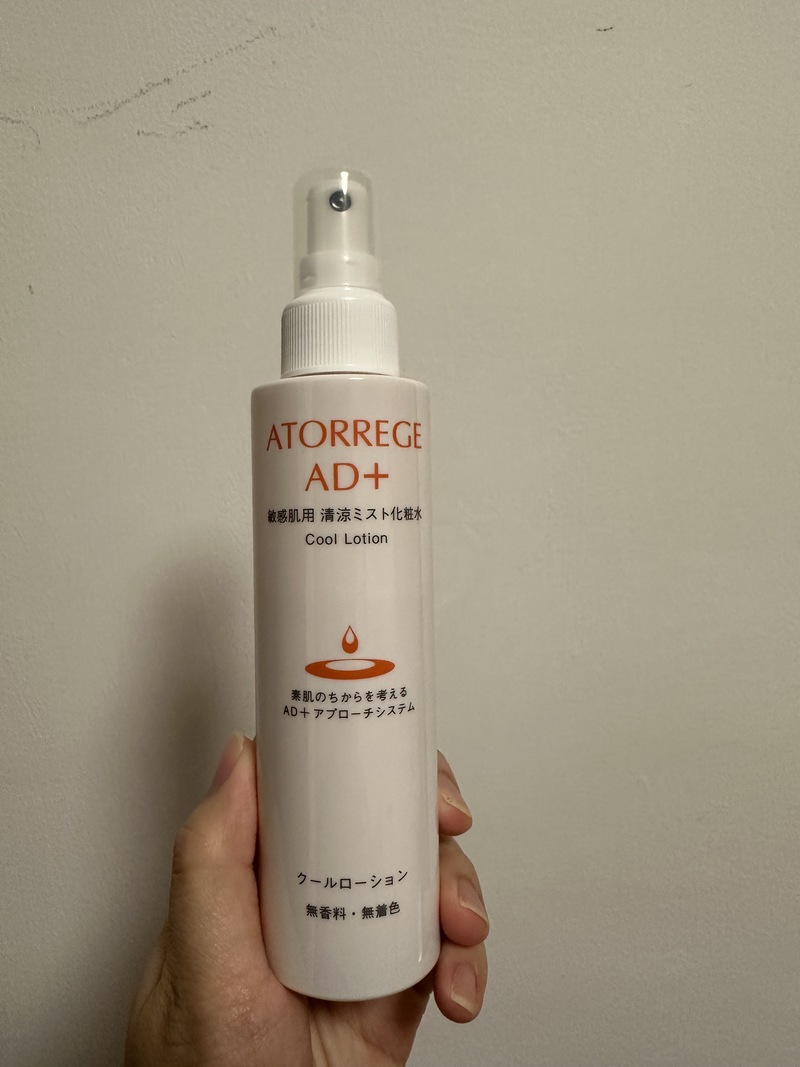 ATORREGE
AD+
敏感肌用 清涼ミスト化粧水
Cool Lotion
素肌のちからを考える
AD+アプローチシステム
クールローション
無香料・無着色